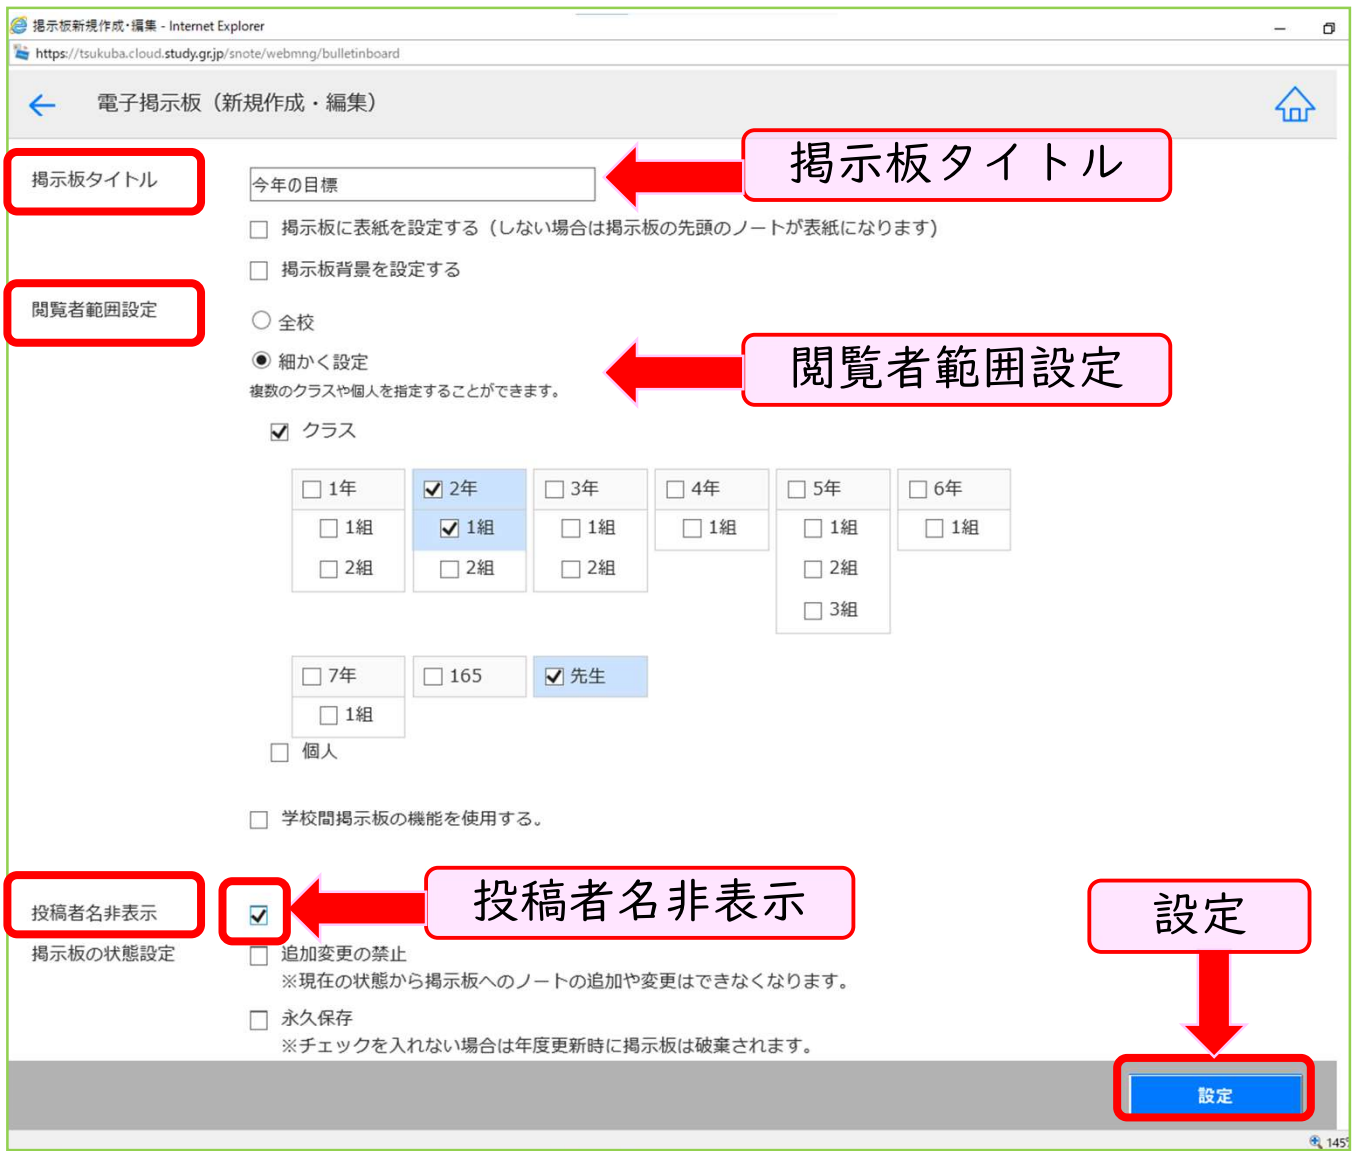 掲示板新規作成・編集 - Internet Explorer
https://tsukuba.cloud.study.gr.jp/snote/webmng/bulletinboard
電子掲示板（新規作成・編集）
掲示板タイトル
今年の目標
掲示板タイトル
掲示板に表紙を設定する（しない場合は掲示板の先頭のノートが表紙になります）
掲示板背景を設定する
閲覧者範囲設定
全校
細かく設定
閲覧者範囲設定
複数のクラスや個人を指定することができます。
クラス
1年 2年 3年 4年 5年 6年
1組 1組 1組 1組 1組 1組
2組 2組 2組 2組
3組
7年 165 先生
1組
個人
学校間掲示板の機能を使用する。
投稿者名非表示
投稿者名非表示
設定
掲示板の状態設定
追加変更の禁止
※現在の状態から掲示板へのノートの追加や変更はできなくなります。
永久保存
※チェックを入れない場合は年度更新時に掲示板は破棄されます。
設定
145%